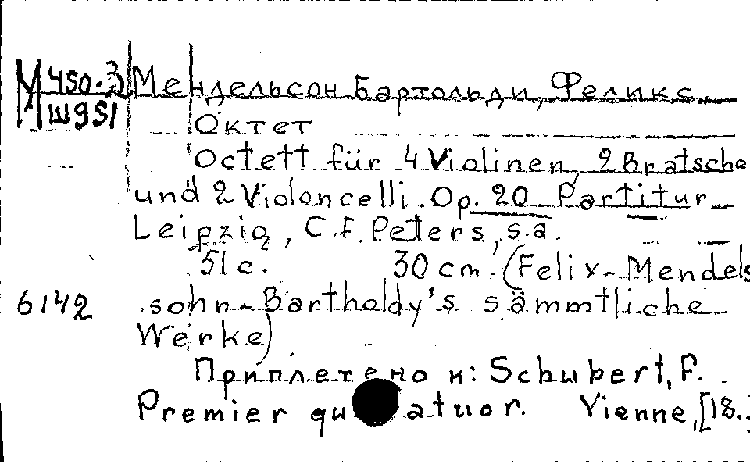 М 450-3 Мендельсон Бартольди, Феликс.
Ш951 Октет
Octett für 4 Violinen, 2 Bratsche
und 2 Violoncelli. Op. 20 Partitur
Leipzig, C.F. Peters, s.a.
51 c. 30 cm. (Felix-Mendels
6142 sohn-Bartholdy's sämmtliche
Werke)
Приплетено и: Schubert, F.
Premier qu atuor. Vienne, [18.